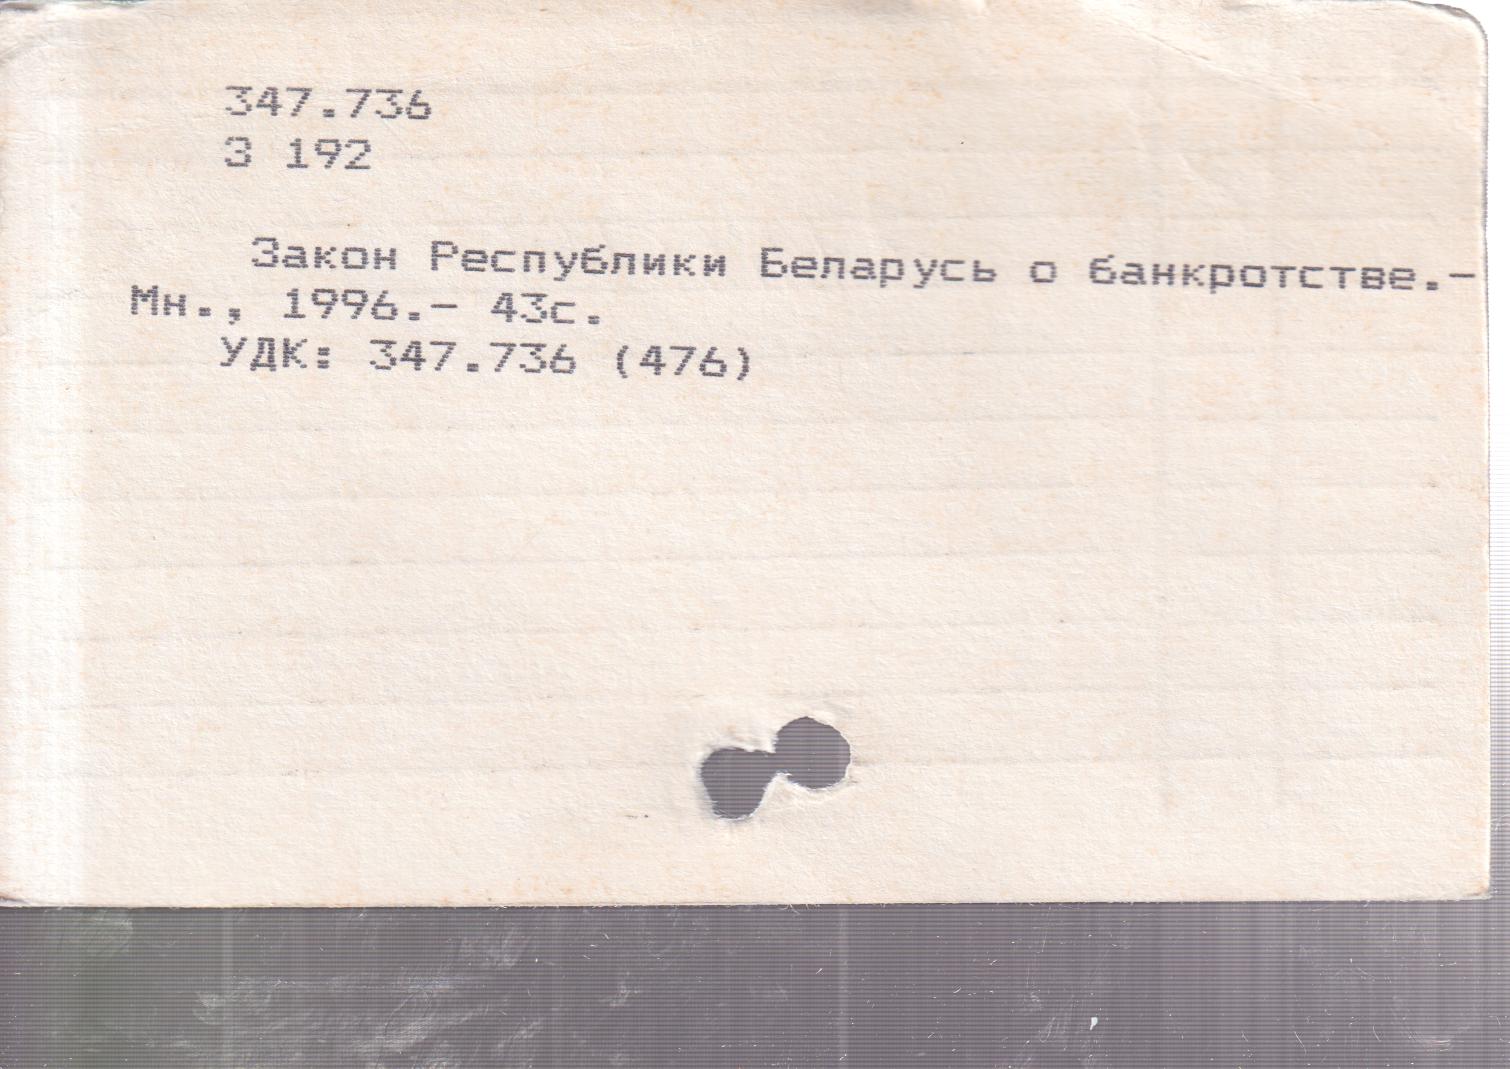 347.736
З 192
Закон Республики Беларусь о банкротстве.-
Мн., 1996.- 43с.
УДК: 347.736 (476)